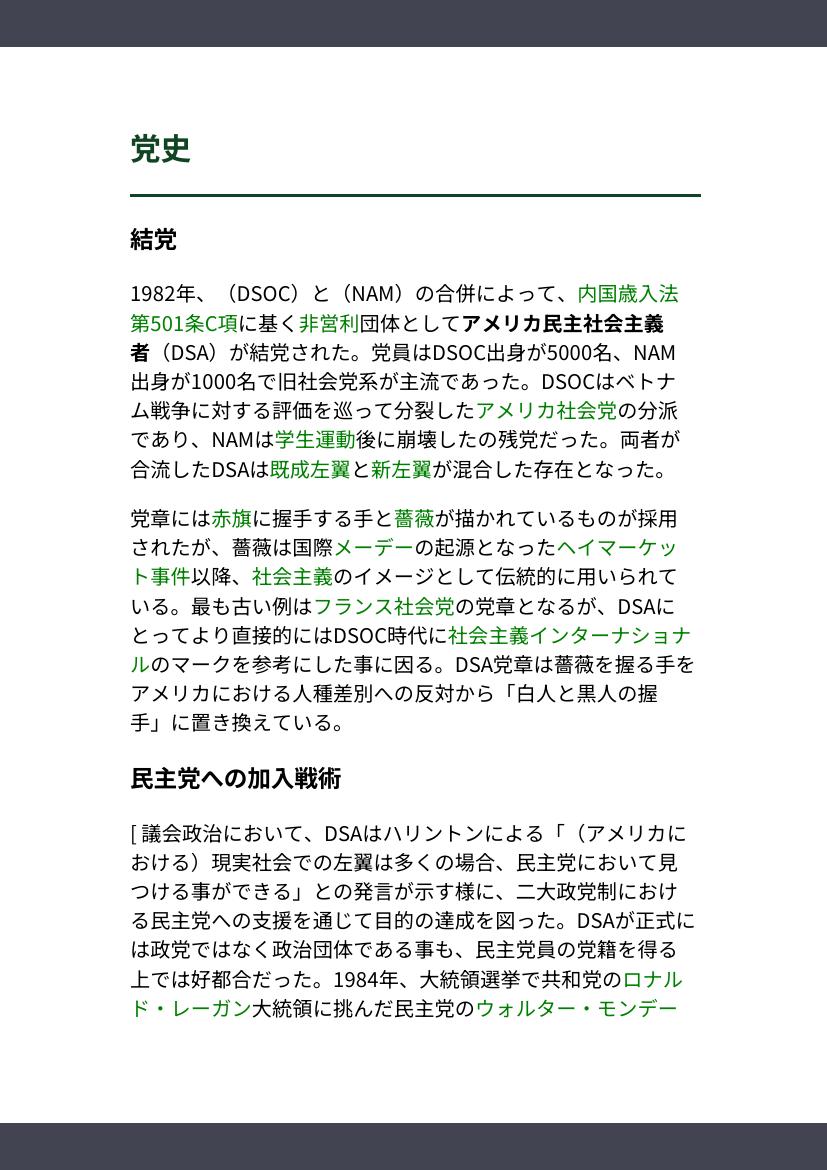 党史
結党
1982年、（DSOC）と（NAM）の合併によって、内国歳入法
第501条C項に基く非営利団体としてアメリカ民主社会主義
者（DSA）が結党された。党員はDSOC出身が5000名、NAM
出身が1000名で旧社会党系が主流であった。DSOCはベトナ
ム戦争に対する評価を巡って分裂したアメリカ社会党の分派
であり、NAMは学生運動後に崩壊したの残党だった。両者が
合流したDSAは既成左翼と新左翼が混合した存在となった。
党章には赤旗に握手する手と薔薇が描かれているものが採用
されたが、薔薇は国際メーデーの起源となったヘイマーケッ
ト事件以降、社会主義のイメージとして伝統的に用いられて
いる。最も古い例はフランス社会党の党章となるが、DSAに
とってより直接的にはDSOC時代に社会主義インターナショナ
ルのマークを参考にした事に因る。DSA党章は薔薇を握る手を
アメリカにおける人種差別への反対から「白人と黒人の握
手」に置き換えている。
民主党への加入戦術
[ 議会政治において、DSAはハリントンによる「（アメリカに
おける）現実社会での左翼は多くの場合、民主党において見
つける事ができる」との発言が示す様に、二大政党制におけ
る民主党への支援を通じて目的の達成を図った。DSAが正式に
は政党ではなく政治団体である事も、民主党員の党籍を得る
上では好都合だった。1984年、大統領選挙で共和党のロナル
ド・レーガン大統領に挑んだ民主党のウォルター・モンデー